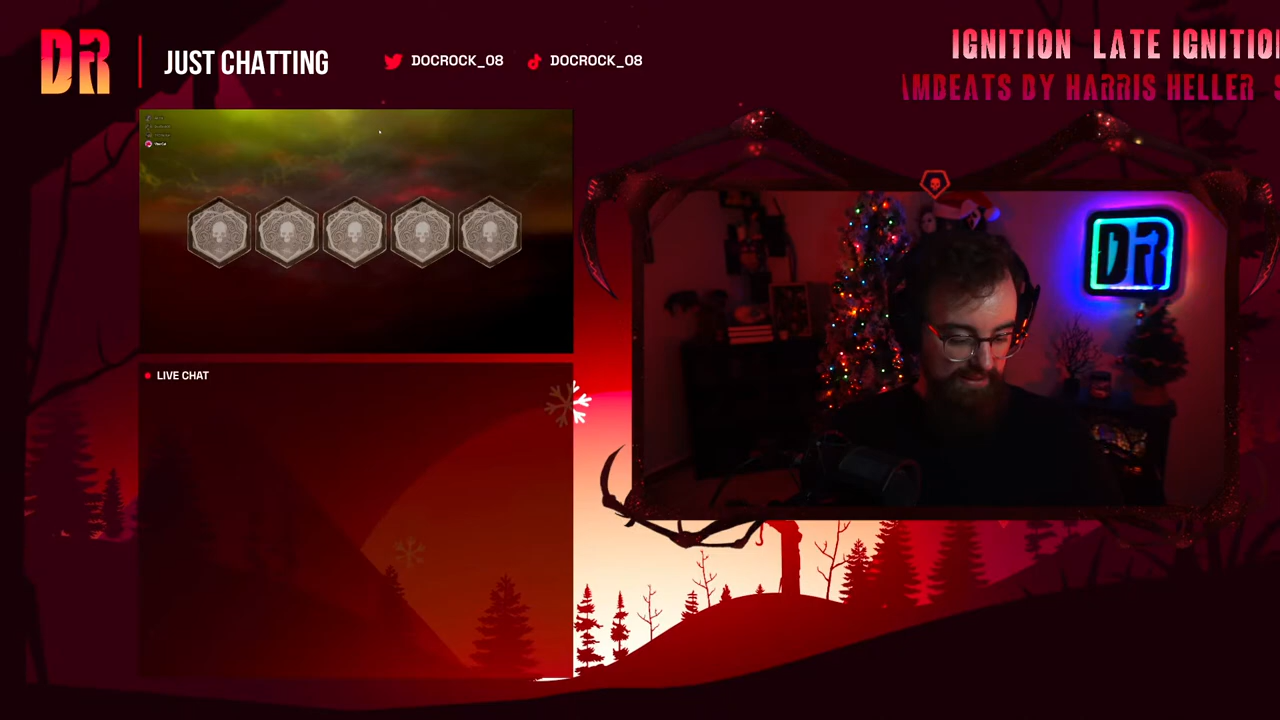 DR
JUST CHATTING
DOCROCK_08
DOCROCK_08
IGNITION LATE IGNITIO
AMBEATS BY HARRIS HELLER S
LIVE CHAT
DR